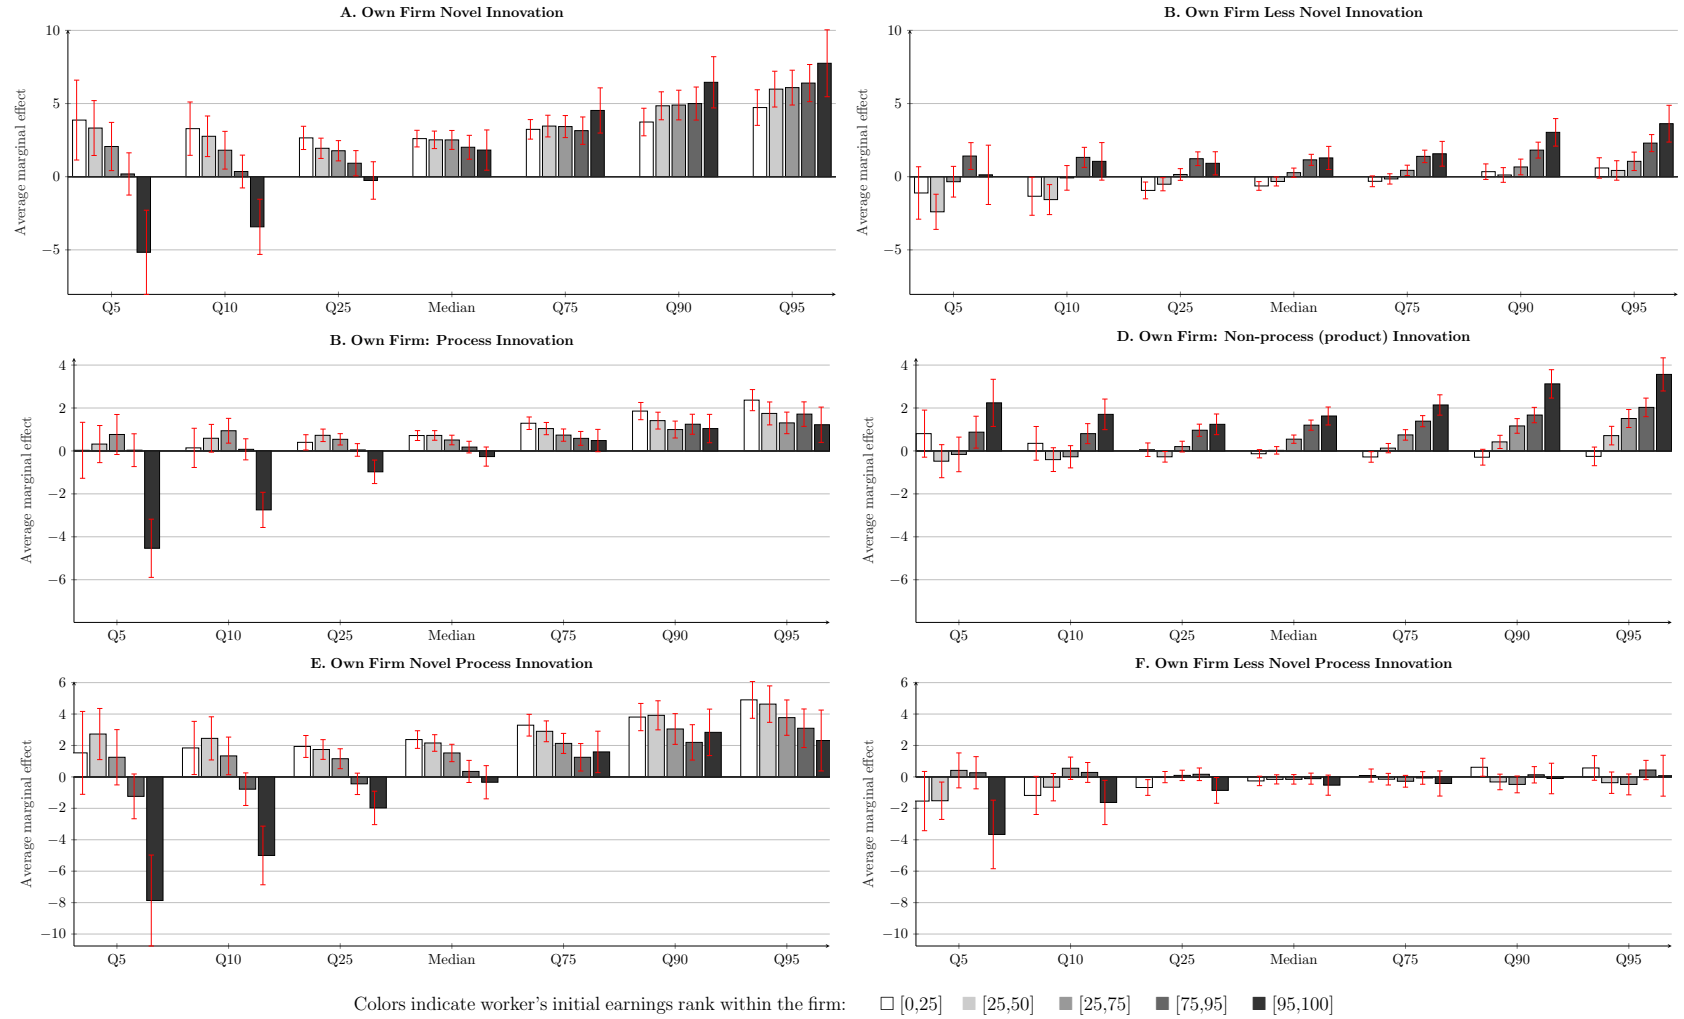 A. Own Firm Novel Innovation
Average marginal effect
10
5
0
−5
Q5 Q10 Q25 Median Q75 Q90 Q95
B. Own Firm Less Novel Innovation
Average marginal effect
10
5
0
−5
Q5 Q10 Q25 Median Q75 Q90 Q95
B. Own Firm: Process Innovation
Average marginal effect
4
2
0
−2
−4
−6
Q5 Q10 Q25 Median Q75 Q90 Q95
D. Own Firm: Non-process (product) Innovation
Average marginal effect
4
2
0
−2
−4
−6
Q5 Q10 Q25 Median Q75 Q90 Q95
E. Own Firm Novel Process Innovation
Average marginal effect
6
4
2
0
−2
−4
−6
−8
−10
Q5 Q10 Q25 Median Q75 Q90 Q95
F. Own Firm Less Novel Process Innovation
Average marginal effect
6
4
2
0
−2
−4
−6
−8
−10
Q5 Q10 Q25 Median Q75 Q90 Q95
Colors indicate worker's initial earnings rank within the firm: [0,25] [25,50) [25,75] [75,95] [95,100]